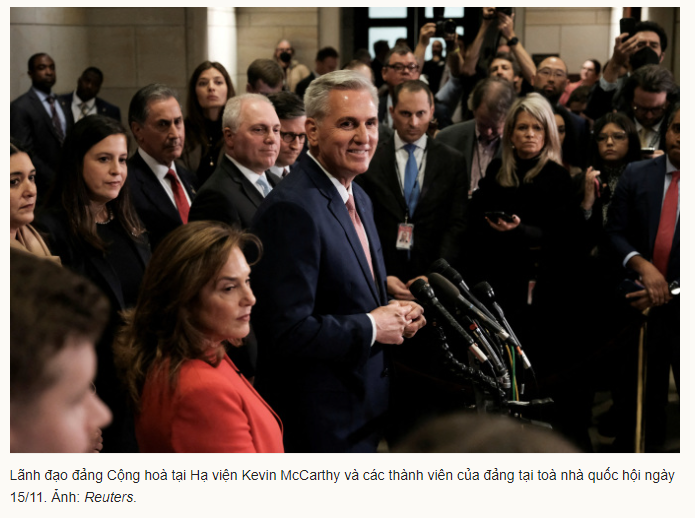 Lãnh đạo đảng Cộng hoà tại Hạ viện Kevin McCarthy và các thành viên của đảng tại toà nhà quốc hội ngày
15/11. Ảnh: Reuters.